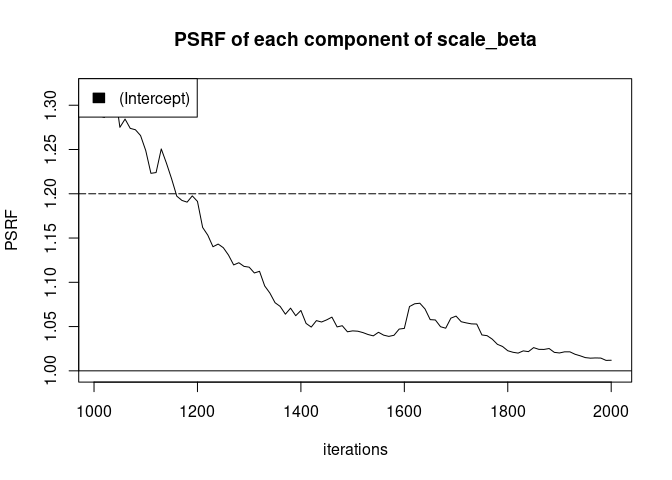 PSRF of each component of scale_beta
(Intercept)
PSRF
1.30
1.25
1.20
1.15
1.10
1.05
1.00
1000 1200 1400 1600 1800 2000
iterations